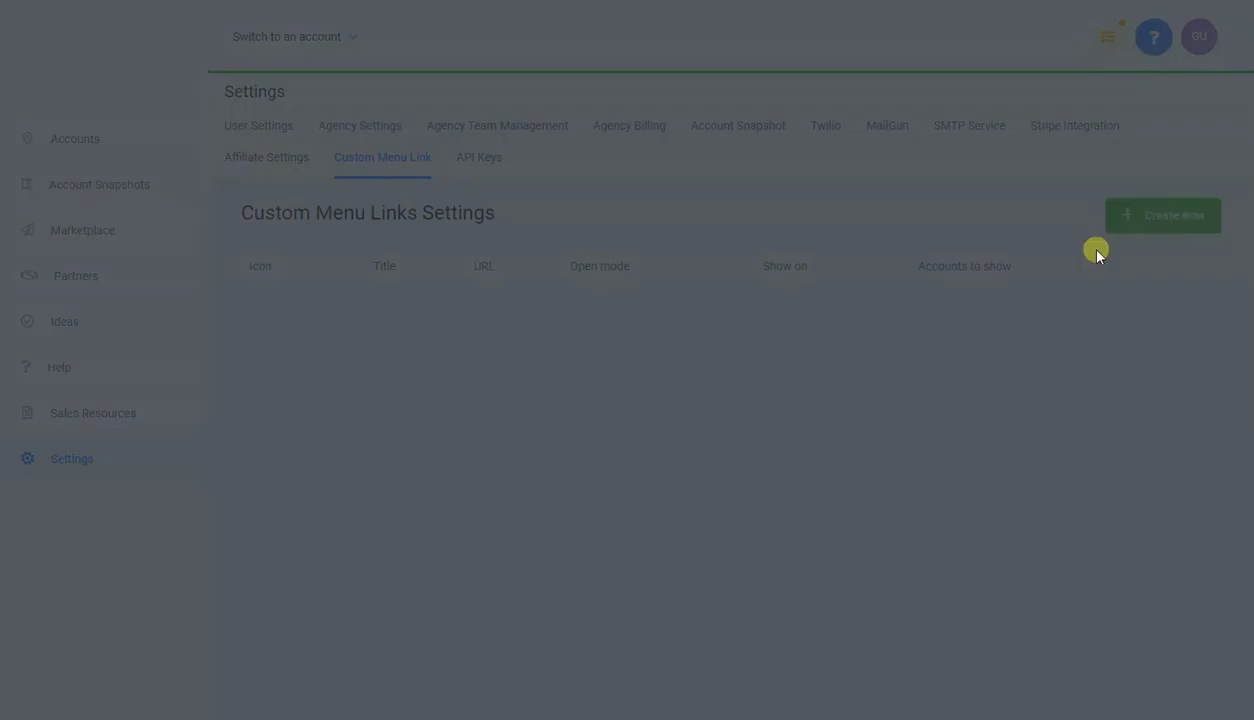 Switch to an account
?
GU
Settings
User Settings Agency Settings Agency Team Management Agency Billing Account Snapshot Twilio MailGun SMTP Service Stripe Integration
Affiliate Settings Custom Menu Link API Keys
Accounts
Account Snapshots
Marketplace
Partners
Ideas
Help
Sales Resources
Settings
Custom Menu Links Settings
+ Create New
Icon Title URL Open mode Show on Accounts to show